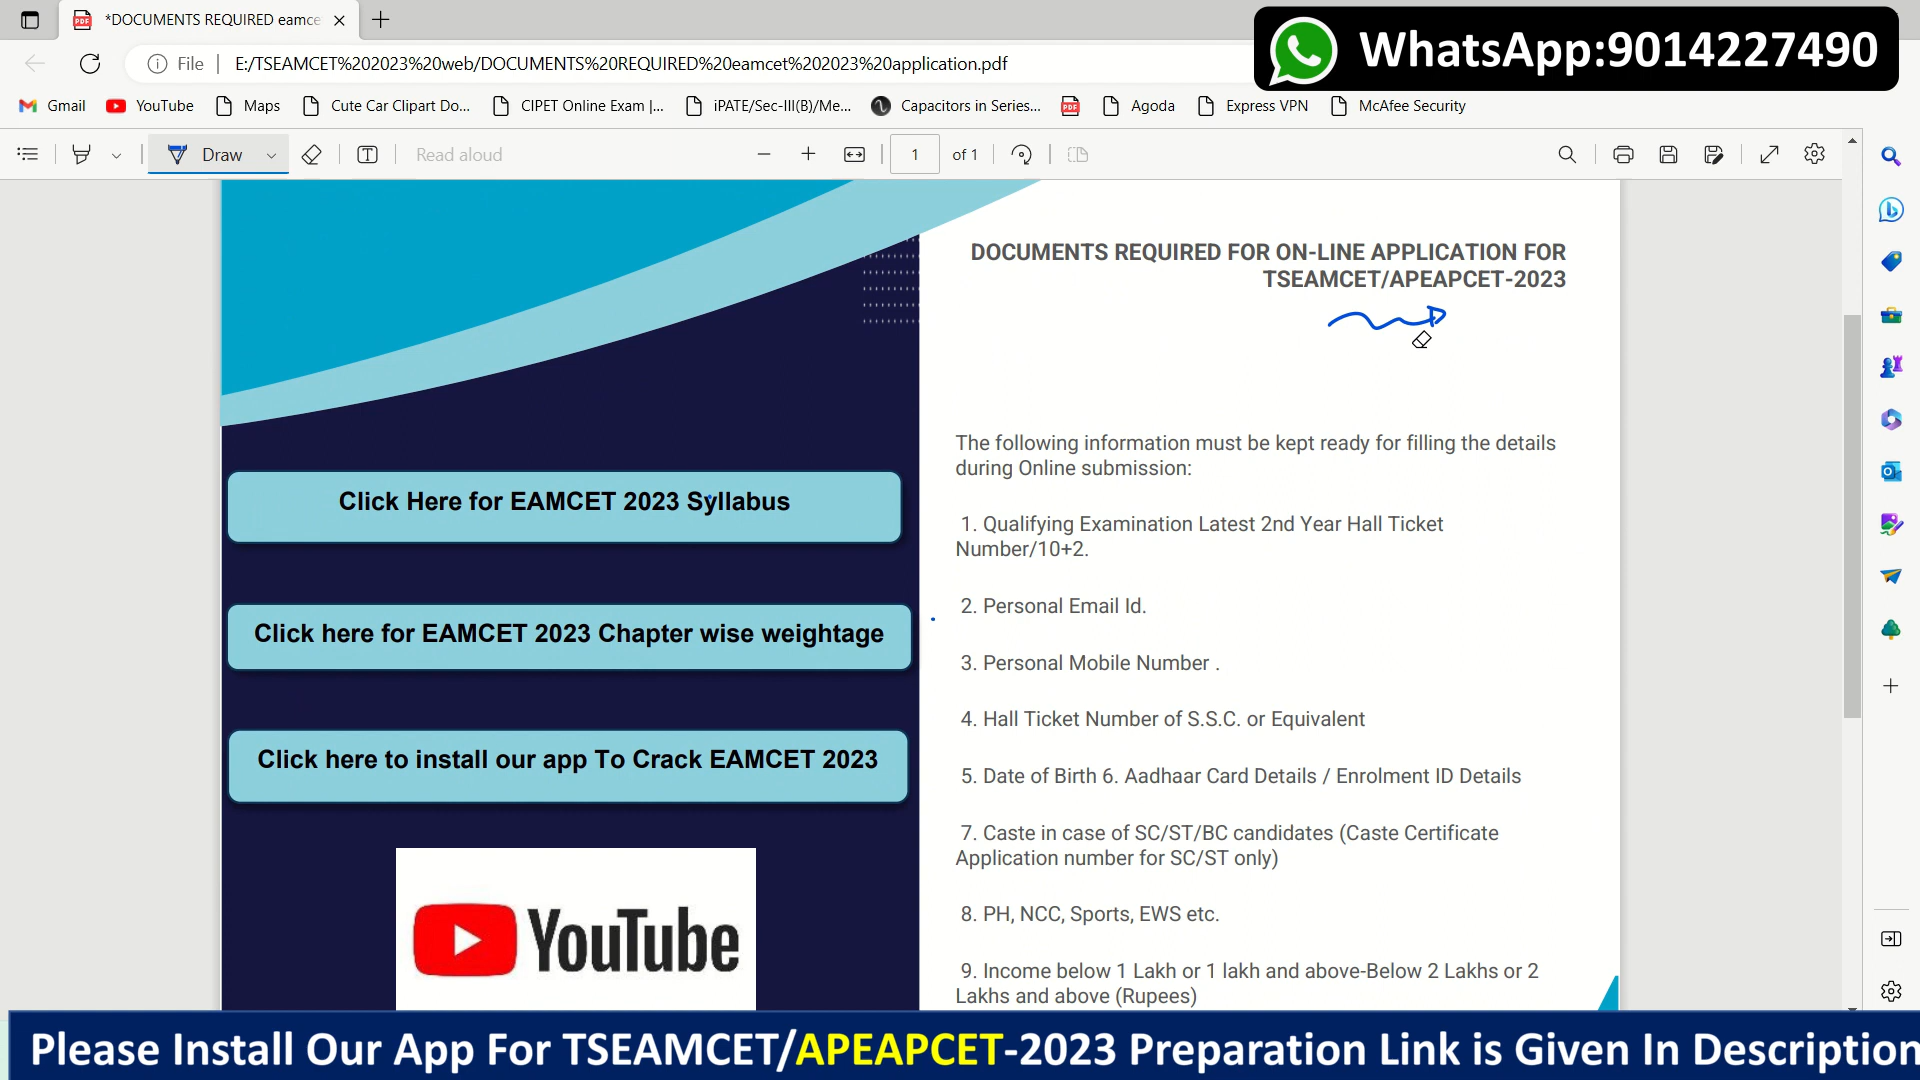 *DOCUMENTS REQUIRED eamce
WhatsApp:9014227490
File
E:/TSEAMCET%202023%20web/DOCUMENTS%20REQUIRED%20eamcet%202023%20application.pdf
Gmail
YouTube
Maps
Cute Car Clipart Do...
CIPET Online Exam |...
iPATE/Sec-III(B)/Me...
Capacitors in Series...
PDF
Agoda
Express VPN
McAfee Security
Draw
Read aloud
1
of 1
DOCUMENTS REQUIRED FOR ON-LINE APPLICATION FOR
TSEAMCET/APEAPCET-2023
The following information must be kept ready for filling the details
during Online submission:
1. Qualifying Examination Latest 2nd Year Hall Ticket
Number/10+2.
2. Personal Email Id.
3. Personal Mobile Number .
4. Hall Ticket Number of S.S.C. or Equivalent
5. Date of Birth 6. Aadhaar Card Details / Enrolment ID Details
7. Caste in case of SC/ST/BC candidates (Caste Certificate
Application number for SC/ST only)
8. PH, NCC, Sports, EWS etc.
9. Income below 1 Lakh or 1 lakh and above-Below 2 Lakhs or 2
Lakhs and above (Rupees)
Click Here for EAMCET 2023 Syllabus
Click here for EAMCET 2023 Chapter wise weightage
Click here to install our app To Crack EAMCET 2023
YouTube
Please Install Our App For TSEAMCET/APEAPCET-2023 Preparation Link is Given In Description